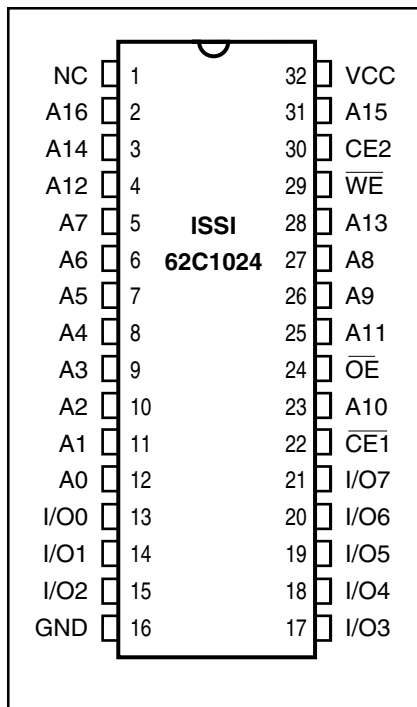 NC 1 32 VCC
A16 2 31 A15
A14 3 30 CE2
A12 4 29 W̅E̅
A7 5 ISSI 28 A13
A6 6 62C1024 27 A8
A5 7 26 A9
A4 8 25 A11
A3 9 24 O̅E̅
A2 10 23 A10
A1 11 22 C̅E̅1̅
A0 12 21 I/O7
I/O0 13 20 I/O6
I/O1 14 19 I/O5
I/O2 15 18 I/O4
GND 16 17 I/O3